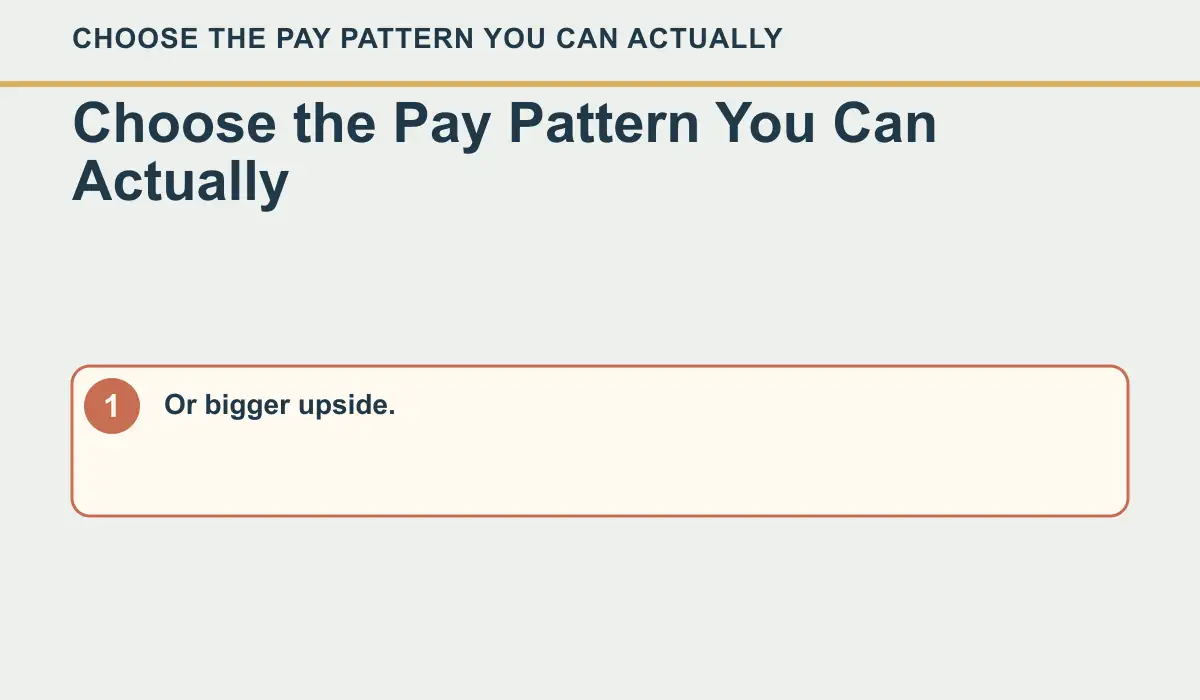 CHOOSE THE PAY PATTERN YOU CAN ACTUALLY
Choose the Pay Pattern You Can
Actually
1 Or bigger upside.